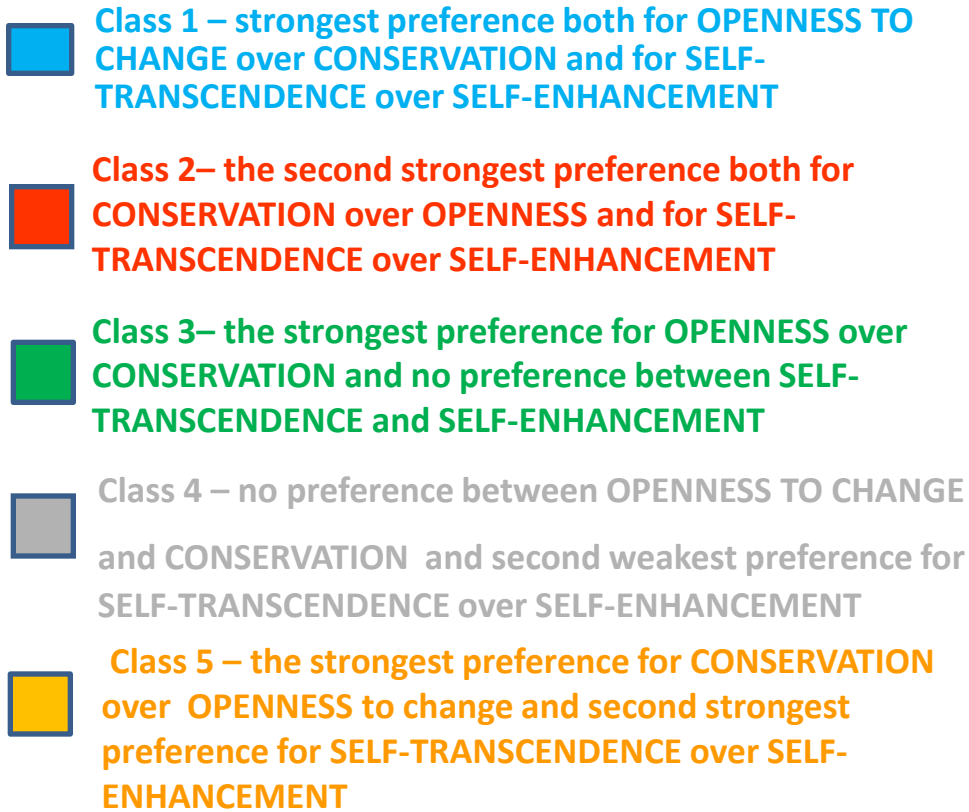 Class 1 – strongest preference both for OPENNESS TO
CHANGE over CONSERVATION and for SELF-
TRANSCENDENCE over SELF-ENHANCEMENT
Class 2– the second strongest preference both for
CONSERVATION over OPENNESS and for SELF-
TRANSCENDENCE over SELF-ENHANCEMENT
Class 3– the strongest preference for OPENNESS over
CONSERVATION and no preference between SELF-
TRANSCENDENCE and SELF-ENHANCEMENT
Class 4 – no preference between OPENNESS TO CHANGE
and CONSERVATION and second weakest preference for
SELF-TRANSCENDENCE over SELF-ENHANCEMENT
Class 5 – the strongest preference for CONSERVATION
over OPENNESS to change and second strongest
preference for SELF-TRANSCENDENCE over SELF-
ENHANCEMENT